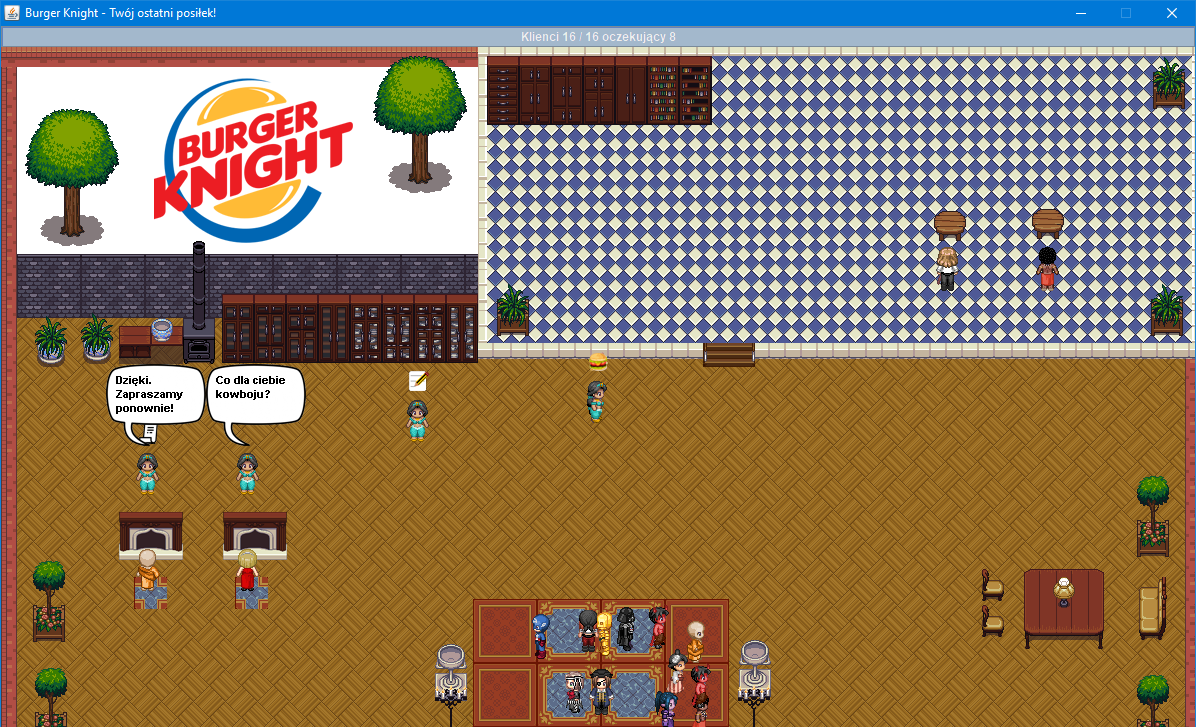 Burger Knight - Twój ostatni posiłek!
Klienci 16 / 16 oczekujący 8
BURGER
KNIGHT
Dzięki.
Zapraszamy
ponownie!
Co dla ciebie
kowboju?